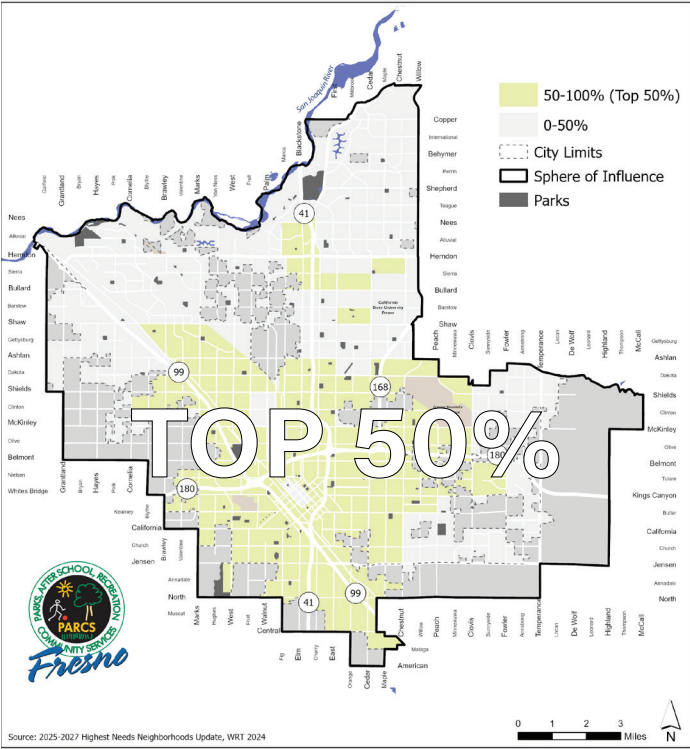 San Joaquin River
First
Millbrook
Cedar
Maple
Chestnut
Willow
Blackstone
Maroa
Palm
Fruit
West
Van Ness
Marks
Valentine
Brawley
Blythe
Cornelia
Polk
Hayes
Bryan
Grantland
Garfield
50-100% (Top 50%)
0-50%
City Limits
Sphere of Influence
Parks
Copper
International
Behymer
Perrin
Shepherd
Teague
Nees
Alluvial
Herndon
Sierra
Bullard
Barstow
Shaw
Nees
Alluvial
Herndon
Sierra
Bullard
Barstow
Shaw
Gettysburg
Ashlan
Dakota
Shields
Clinton
McKinley
Olive
Belmont
Nielsen
Whites Bridge
41
California
State University
Fresno
99
168
180
180
41
99
TOP 50%
Peach
Minnewawa
Clovis
Sunnyside
Fowler
Armstrong
Temperance
Locan
De Wolf
Leonard
Highland
Thompson
McCall
Gettysburg
Ashlan
Dakota
Shields
Clinton
McKinley
Olive
Belmont
Tulare
Kings Canyon
Butler
California
Church
Jensen
Annadale
North
Grantland
Bryan
Hayes
Polk
Cornelia
Kearney
Blythe
California
Church
Jensen
Brawley
Valentine
Annadale
North
Muscat
Marks
Hughes
West
Fruit
Walnut
Central
Fig
Elm
Cherry
East
Orange
Cedar
Maple
American
Malaga
Chestnut
Willow
Peach
Minnewawa
Clovis
Sunnyside
Fowler
Armstrong
Temperance
Locan
De Wolf
Leonard
Highland
Thompson
McCall
PARKS, AFTER SCHOOL, RECREATION
COMMUNITY SERVICES
PARCS
Fresno
Source: 2025-2027 Highest Needs Neighborhoods Update, WRT 2024
0 1 2 3
Miles
N